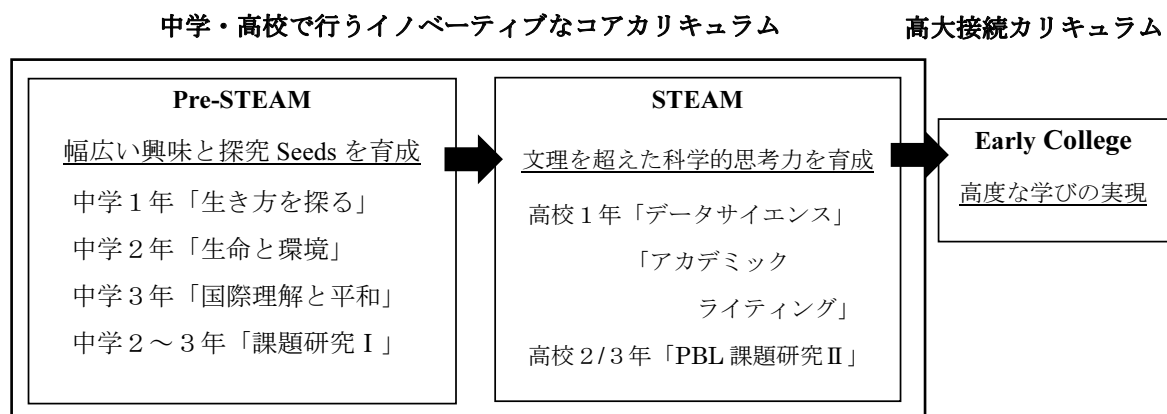 中学・高校で行うイノベーティブなコアカリキュラム
高大接続カリキュラム
Pre-STEAM
幅広い興味と探究 Seeds を育成
中学１年「生き方を探る」
中学２年「生命と環境」
中学３年「国際理解と平和」
中学２～３年「課題研究Ⅰ」
STEAM
文理を超えた科学的思考力を育成
高校１年「データサイエンス」
「アカデミック
ライティング」
高校２/３年「PBL 課題研究Ⅱ」
Early College
高度な学びの実現